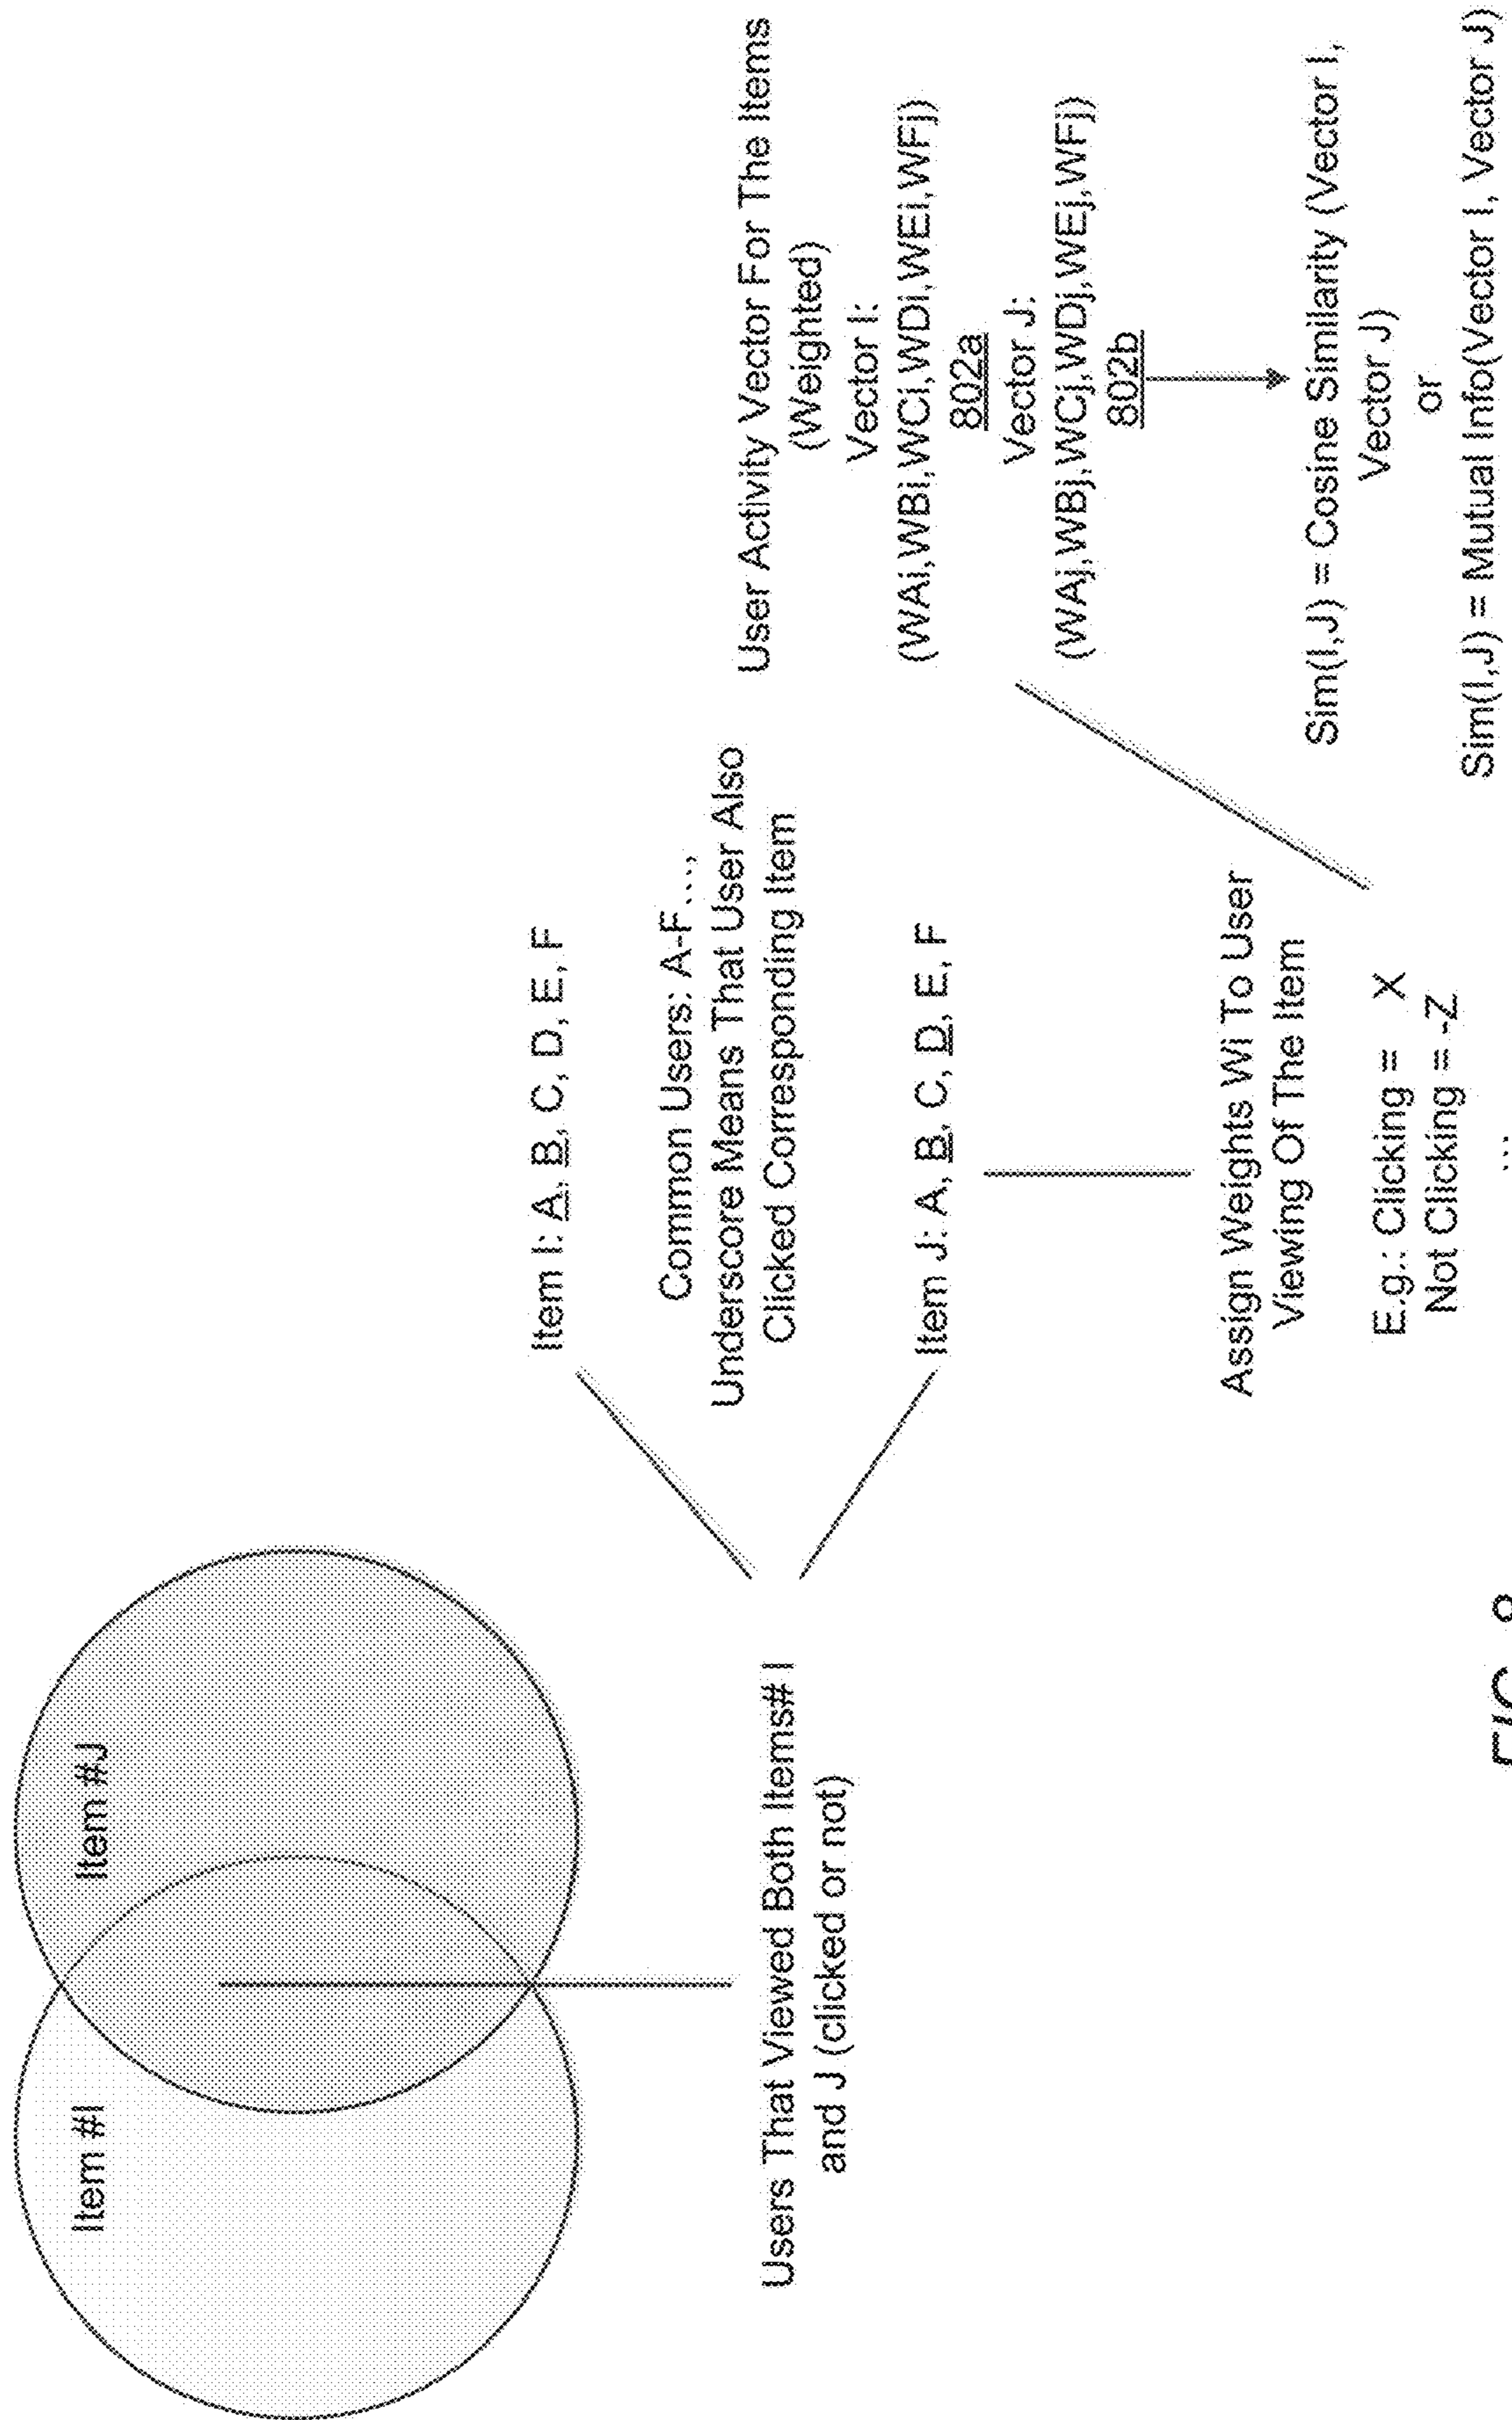 Item #I
Item #J
Users That Viewed Both Items# I
and J (clicked or not)
Item I: A, B, C, D, E, F
Common Users: A-F...,
Underscore Means That User Also
Clicked Corresponding Item
Item J: A, B, C, D, E, F
Assign Weights Wi To User
Viewing Of The Item
E.g.: Clicking = X
Not Clicking = -Z
...
User Activity Vector For The Items
(Weighted)
Vector I:
(WAi,WBi,WCi,WDi,WEi,WFj)
802a
Vector J:
(WAj,WBj,WCj,WDj,WEj,WFj)
802b
Sim(I,J) = Cosine Similarity (Vector I,
Vector J)
or
Sim(I,J) = Mutual Info(Vector I, Vector J)
FIG. 8